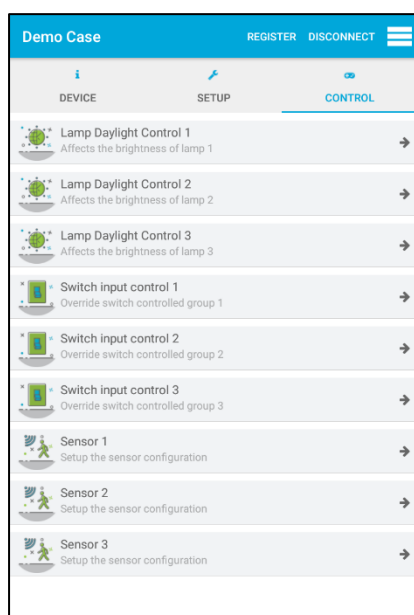 Demo Case REGISTER DISCONNECT
DEVICE SETUP CONTROL
Lamp Daylight Control 1
Affects the brightness of lamp 1
Lamp Daylight Control 2
Affects the brightness of lamp 2
Lamp Daylight Control 3
Affects the brightness of lamp 3
Switch input control 1
Override switch controlled group 1
Switch input control 2
Override switch controlled group 2
Switch input control 3
Override switch controlled group 3
Sensor 1
Setup the sensor configuration
Sensor 2
Setup the sensor configuration
Sensor 3
Setup the sensor configuration